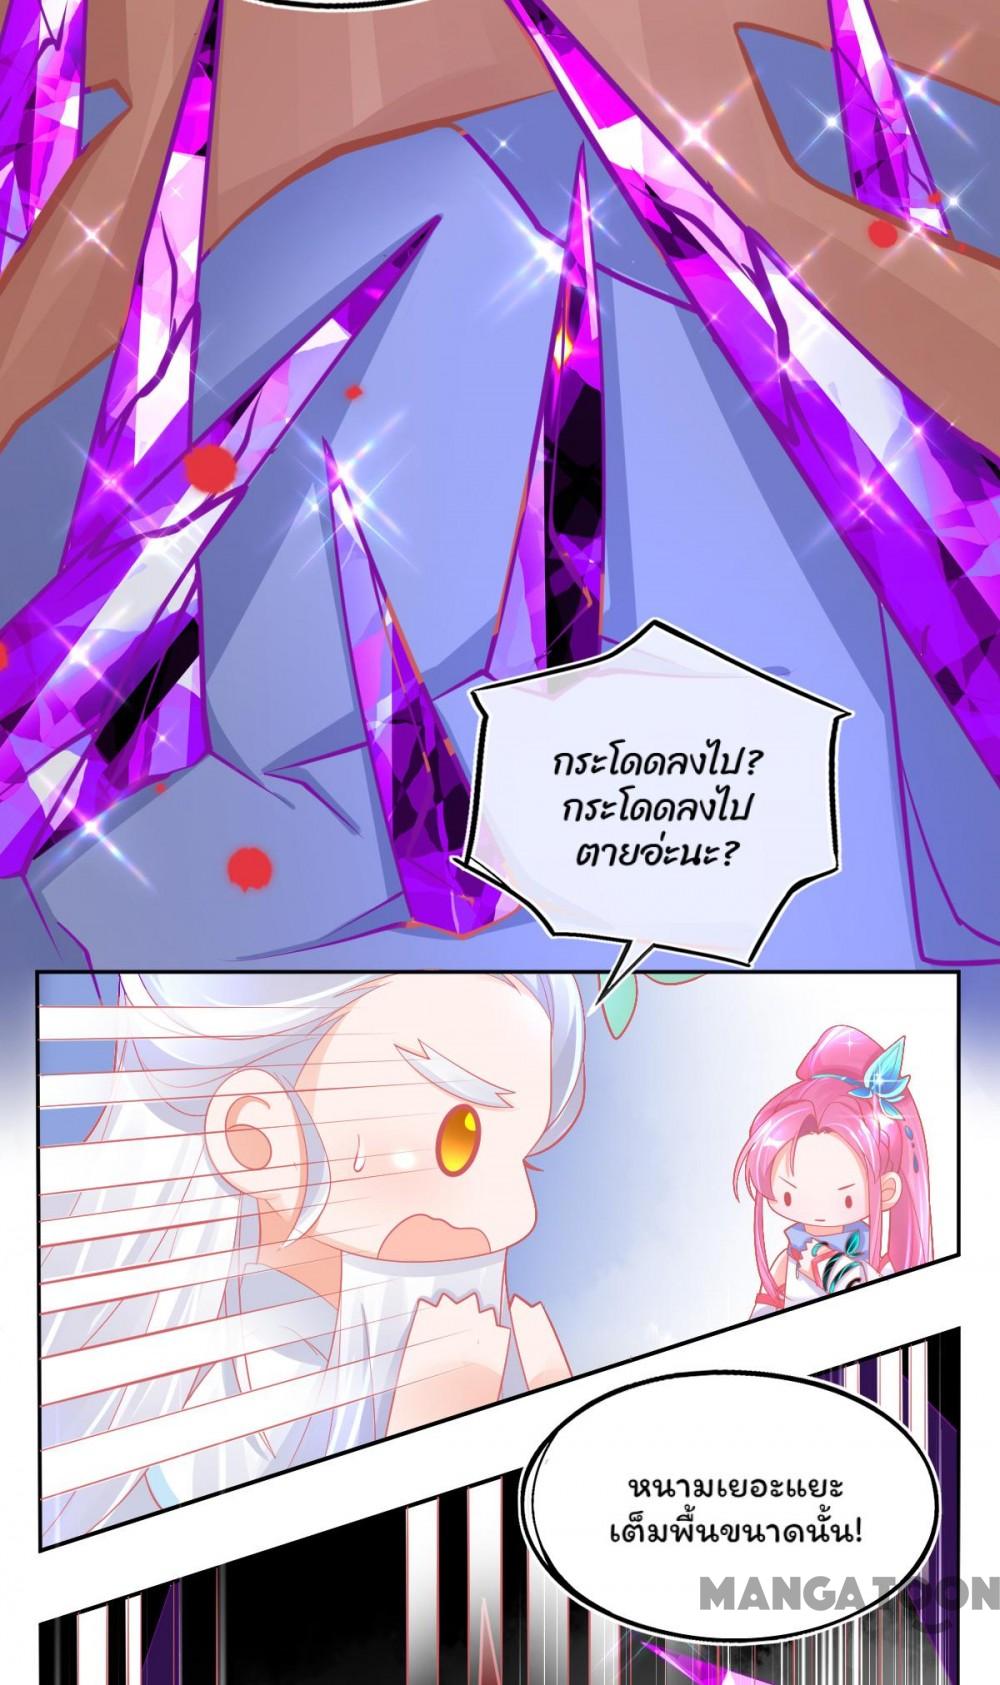 กระโดดลงไป?
กระโดดลงไป
ตายอ่ะนะ?
หนามเยอะแยะ
เต็มพื้นขนาดนั้น!
MANGATOON